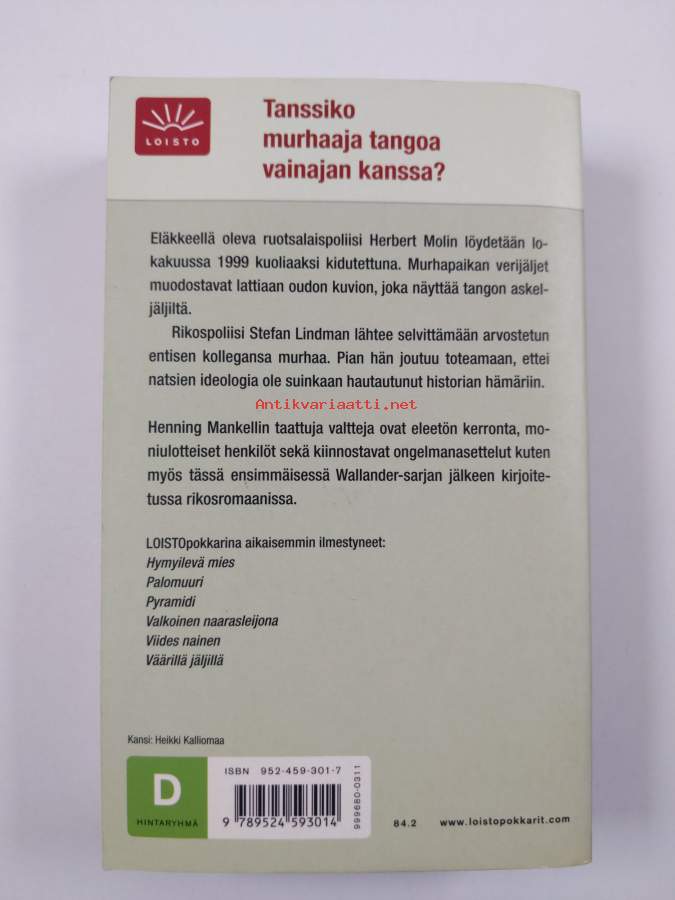 LOISTO
Tanssiko
murhaaja tangoa
vainajan kanssa?
Eläkkeellä oleva ruotsalaispoliisi Herbert Molin löydetään lo-
kakuussa 1999 kuoliaaksi kidutettuna. Murhapaikan verijäljet
muodostavat lattiaan oudon kuvion, joka näyttää tangon askel-
jäljiltä.
Rikospoliisi Stefan Lindman lähtee selvittämään arvostetun
entisen kollegansa murhaa. Pian hän joutuu toteamaan, ettei
natsien ideologia ole suinkaan hautautunut historian hämäriin.
Antikvariaatti.net
Henning Mankellin taattuja valtteja ovat eleetön kerronta, mo-
niulotteiset henkilöt sekä kiinnostavat ongelmanasettelut kuten
myös tässä ensimmäisessä Wallander-sarjan jälkeen kirjoite-
tussa rikosromaanissa.
LOISTOpokkarina aikaisemmin ilmestyneet:
Hymyilevä mies
Palomuuri
Pyramidi
Valkoinen naarasleijona
Viides nainen
Väärillä jäljillä
Kansi: Heikki Kalliomaa
D
HINTARYHMÄ
ISBN 952-459-301-7
9 789524 593014
999680-0311
84.2 www.loistopokkarit.com